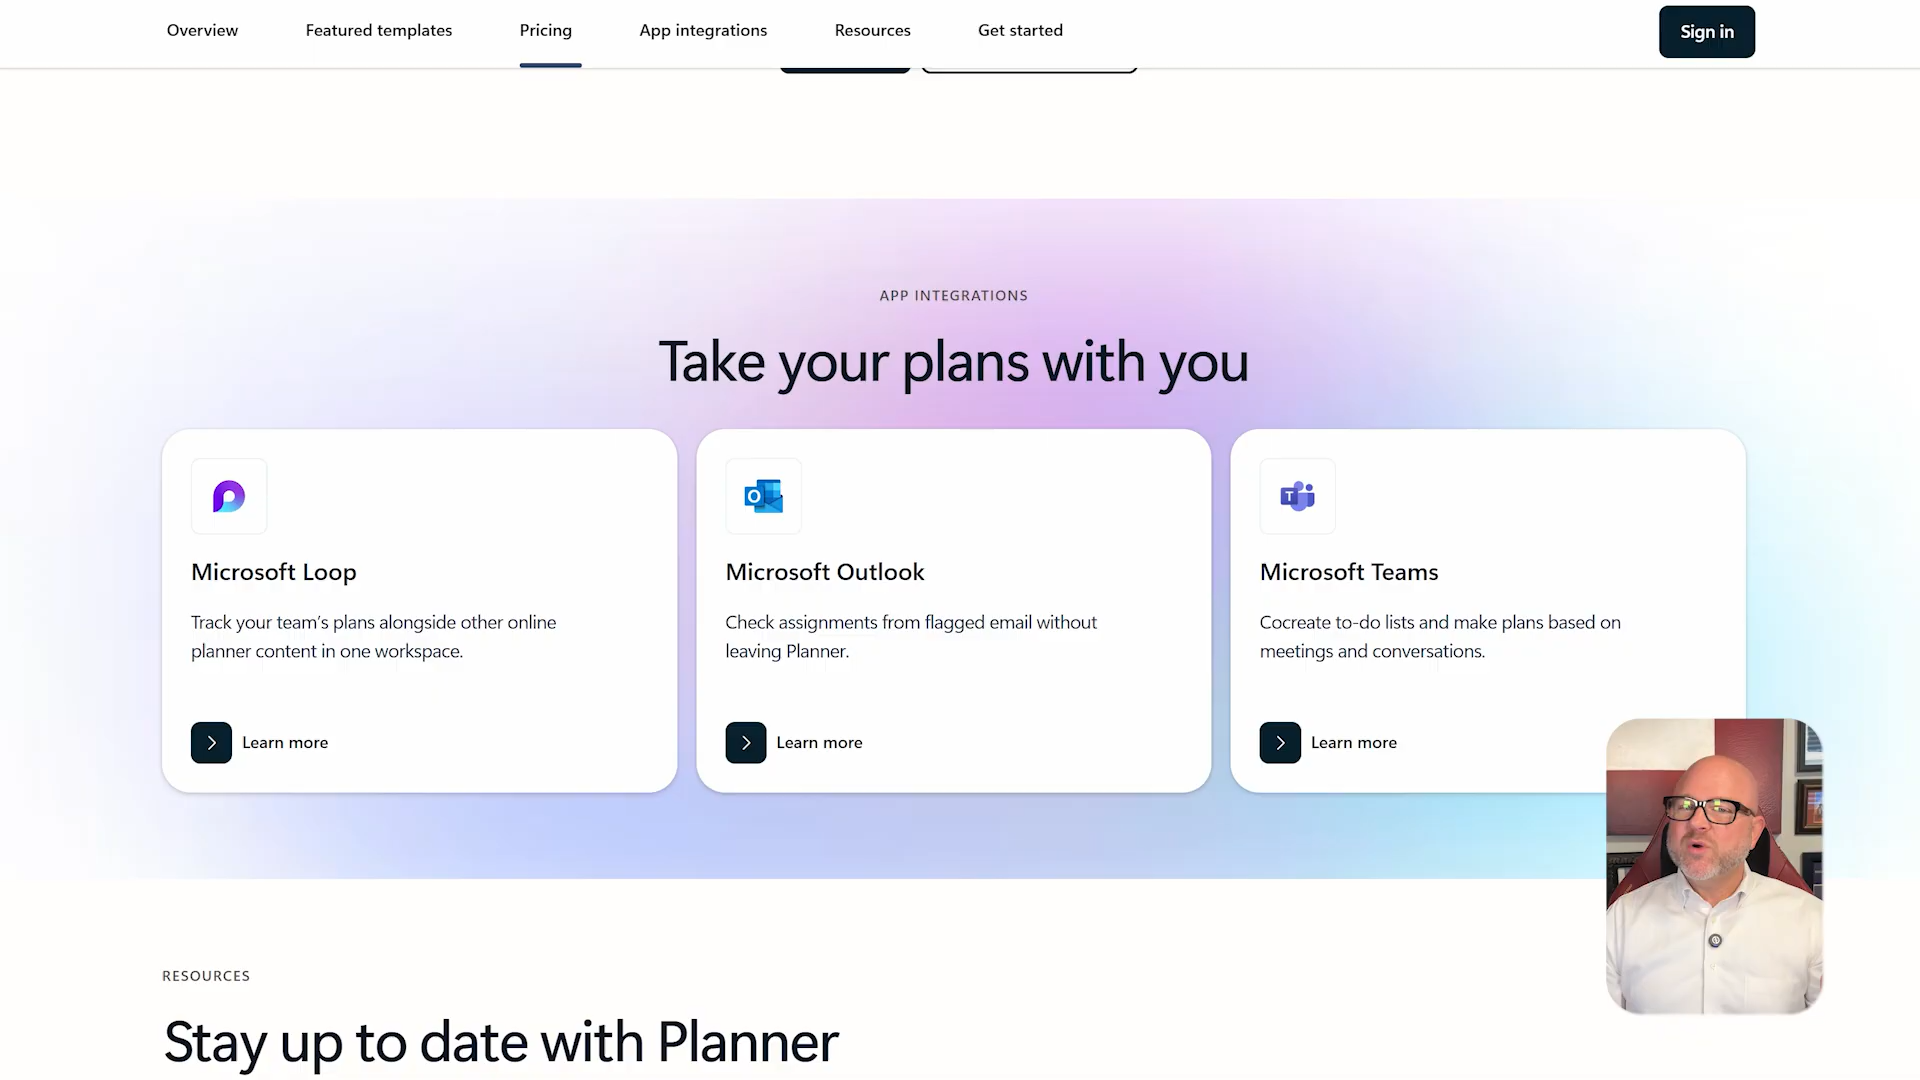 Overview
Featured templates
Pricing
App integrations
Resources
Get started
Sign in
APP INTEGRATIONS
Take your plans with you
Microsoft Loop
Track your team’s plans alongside other online
planner content in one workspace.
Learn more
Microsoft Outlook
Check assignments from flagged email without
leaving Planner.
Learn more
Microsoft Teams
Cocreate to-do lists and make plans based on
meetings and conversations.
Learn more
RESOURCES
Stay up to date with Planner